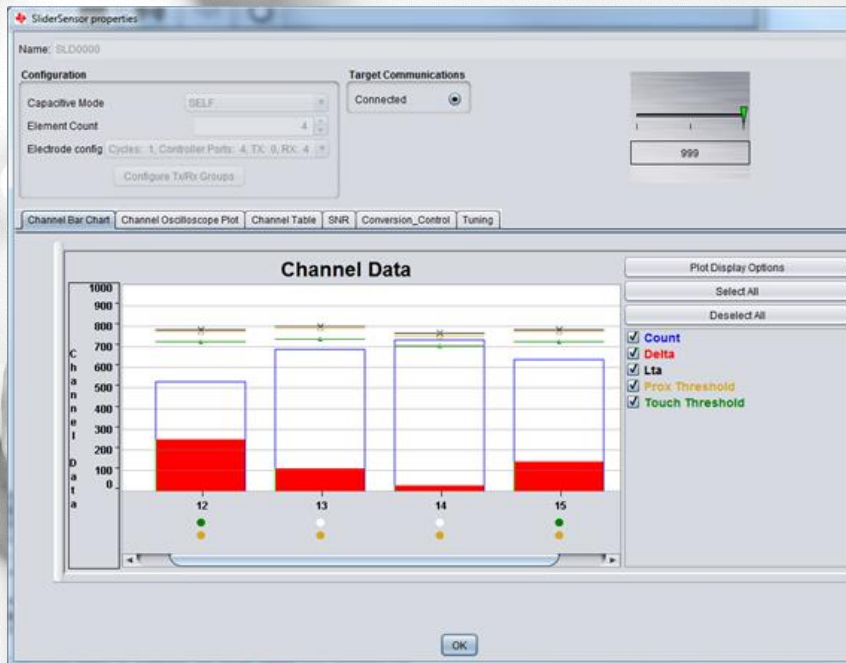 SliderSensor properties
Name: SLD0000
Configuration
Capacitive Mode SELF
Element Count 4
Electrode config Cycles: 1, Controller Ports: 4, TX: 0, RX: 4
Configure Tx/Rx Groups
Target Communications
Connected
999
Channel Bar Chart Channel Oscilloscope Plot Channel Table SNR Conversion_Control Tuning
Channel Data
Channel Data
1000
900
800
700
600
500
400
300
200
100
0
12 13 14 15
Plot Display Options
Select All
Deselect All
Count
Delta
Lta
Prox Threshold
Touch Threshold
OK